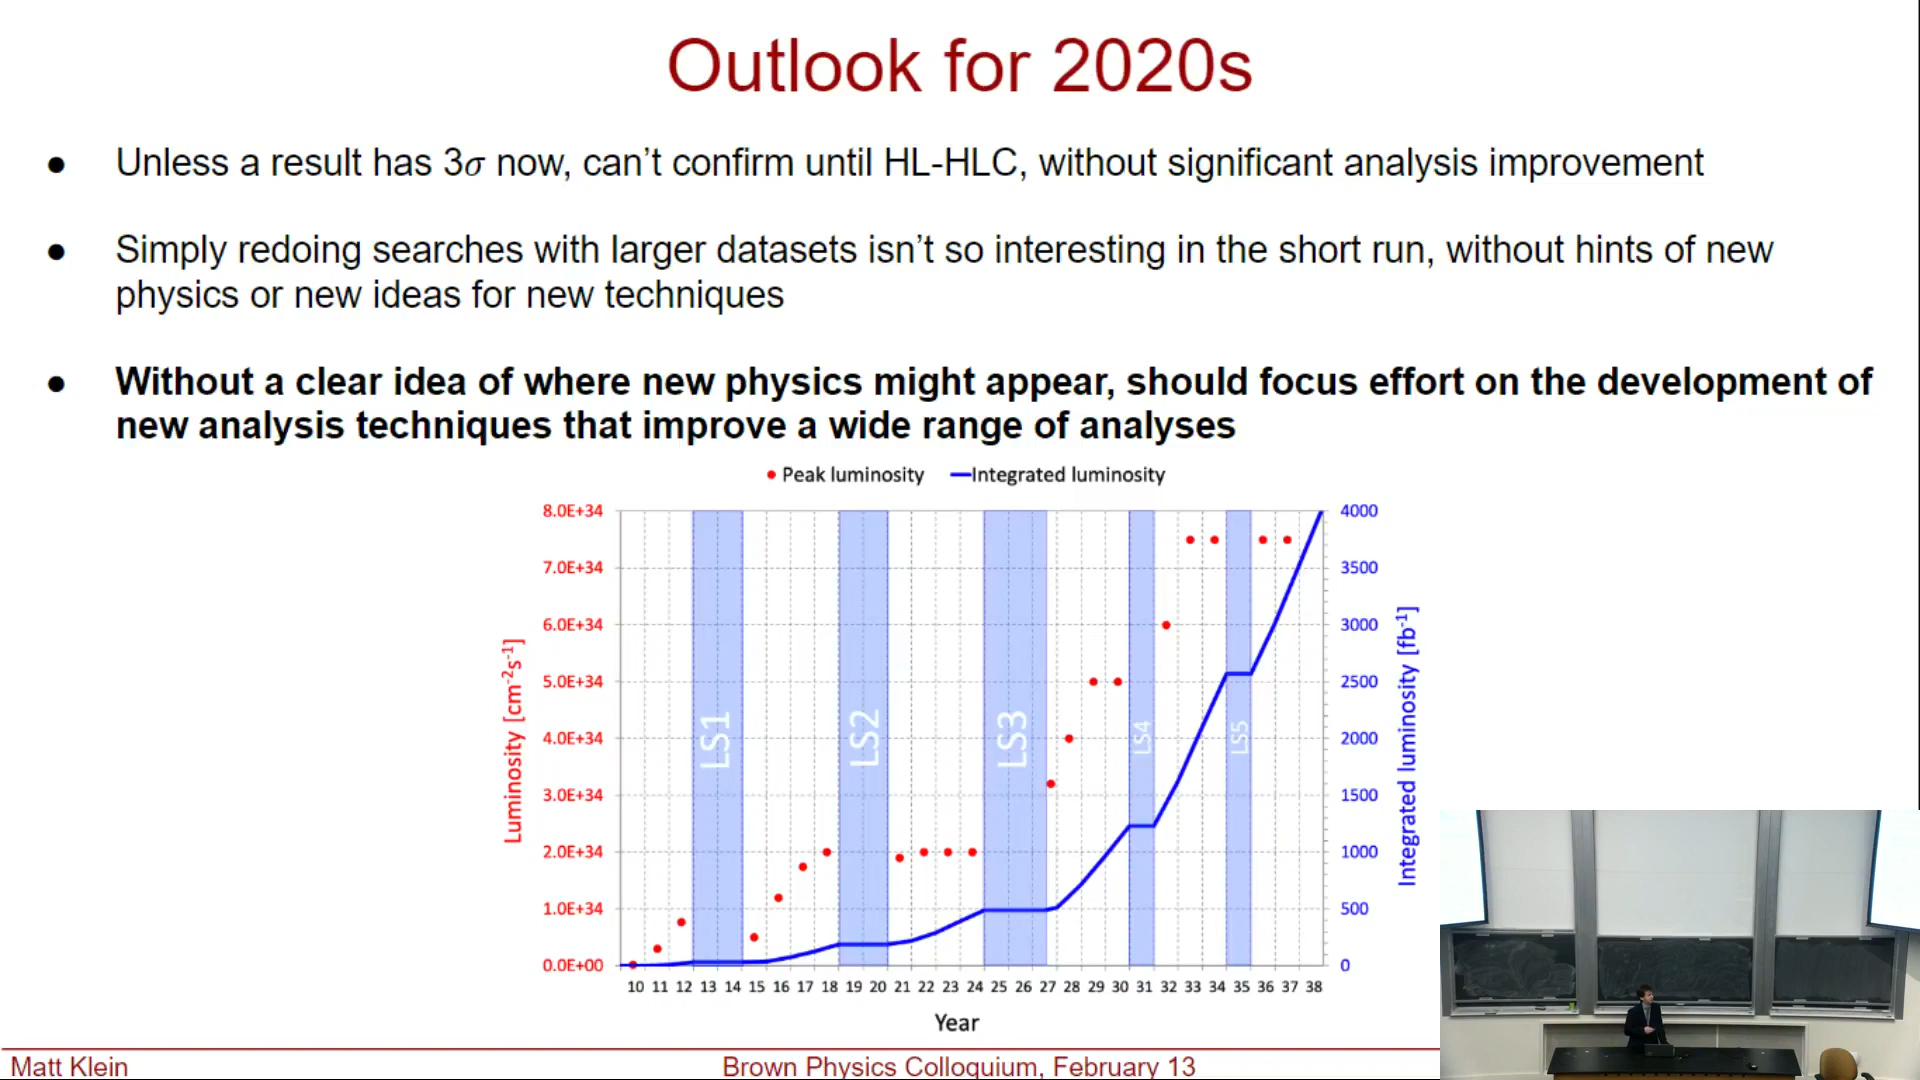 Outlook for 2020s
● Unless a result has 3σ now, can't confirm until HL-HLC, without significant analysis improvement
● Simply redoing searches with larger datasets isn't so interesting in the short run, without hints of new
physics or new ideas for new techniques
● Without a clear idea of where new physics might appear, should focus effort on the development of
new analysis techniques that improve a wide range of analyses
Peak luminosity Integrated luminosity
8.0E+34 4000
7.0E+34 3500
6.0E+34 3000
5.0E+34 2500
4.0E+34 2000
3.0E+34 1500
2.0E+34 1000
1.0E+34 500
0.0E+00 0
Luminosity [cm⁻²s⁻¹]
LS1
LS2
LS3
LS4
LS5
Integrated luminosity [fb⁻¹]
10 11 12 13 14 15 16 17 18 19 20 21 22 23 24 25 26 27 28 29 30 31 32 33 34 35 36 37 38
Year
Matt Klein Brown Physics Colloquium, February 13